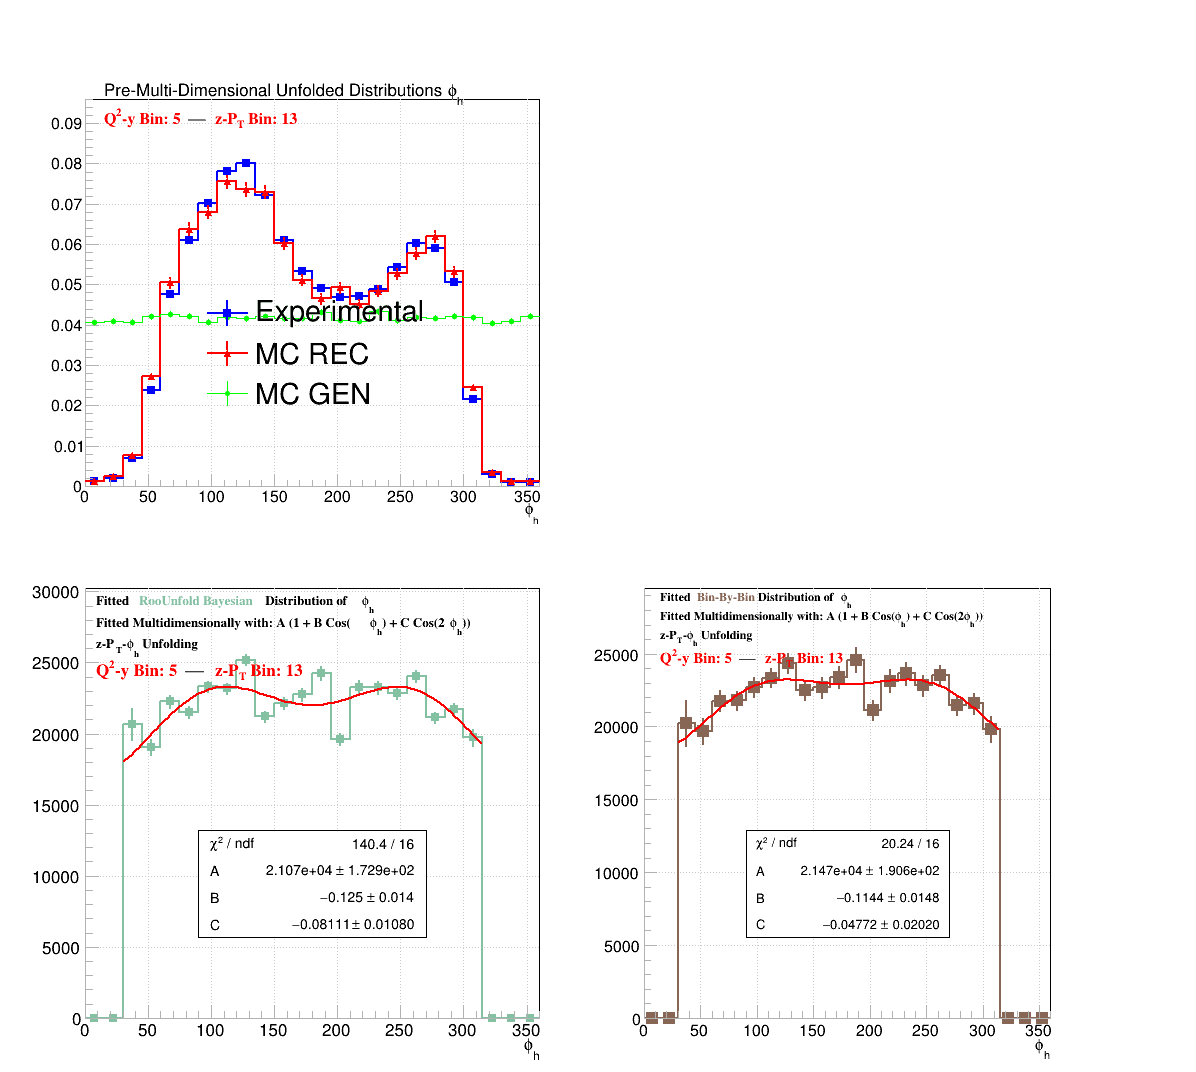 Pre-Multi-Dimensional Unfolded Distributions ϕh
Q²-y Bin: 5 — z-PT Bin: 13
0.09
0.08
0.07
0.06
0.05
0.04
0.03
0.02
0.01
0
Experimental
MC REC
MC GEN
0 50 100 150 200 250 300 350
ϕh
Fitted RooUnfold Bayesian Distribution of ϕh
Fitted Multidimensionally with: A (1 + B Cos( ϕh) + C Cos(2 ϕh))
z-PT-ϕh Unfolding
Q²-y Bin: 5 — z-PT Bin: 13
30000
25000
20000
15000
10000
5000
0
χ² / ndf 140.4 / 16
A 2.107e+04 ± 1.729e+02
B −0.125 ± 0.014
C −0.08111 ± 0.01080
0 50 100 150 200 250 300 350
ϕh
Fitted Bin-By-Bin Distribution of ϕh
Fitted Multidimensionally with: A (1 + B Cos(ϕh) + C Cos(2ϕh))
z-PT-ϕh Unfolding
Q²-y Bin: 5 — z-PT Bin: 13
25000
20000
15000
10000
5000
0
χ² / ndf 20.24 / 16
A 2.147e+04 ± 1.906e+02
B −0.1144 ± 0.0148
C −0.04772 ± 0.02020
0 50 100 150 200 250 300 350
ϕh